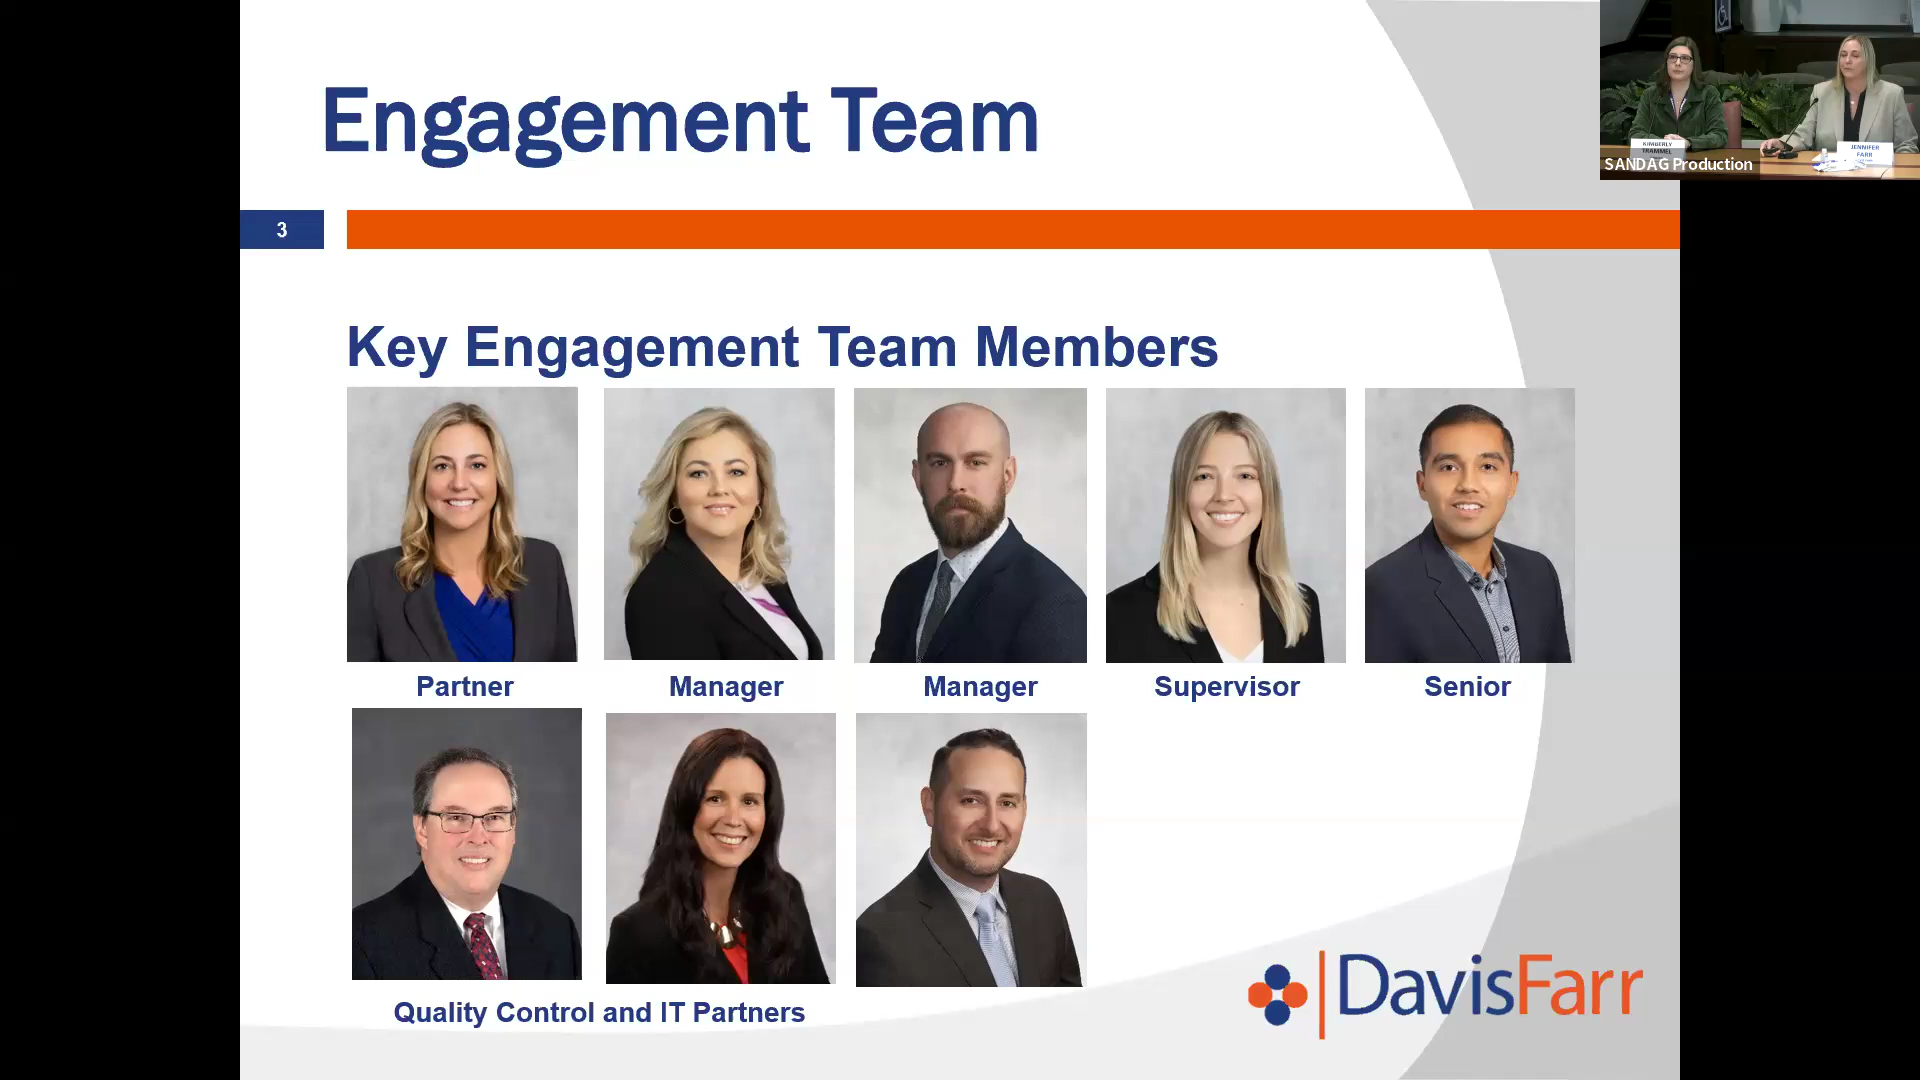 Engagement Team
KIMBERLY
TRAMMEL
JENNIFER
FARR
SANDAG Production
3
Key Engagement Team Members
Partner
Manager
Manager
Supervisor
Senior
Quality Control and IT Partners
DavisFarr